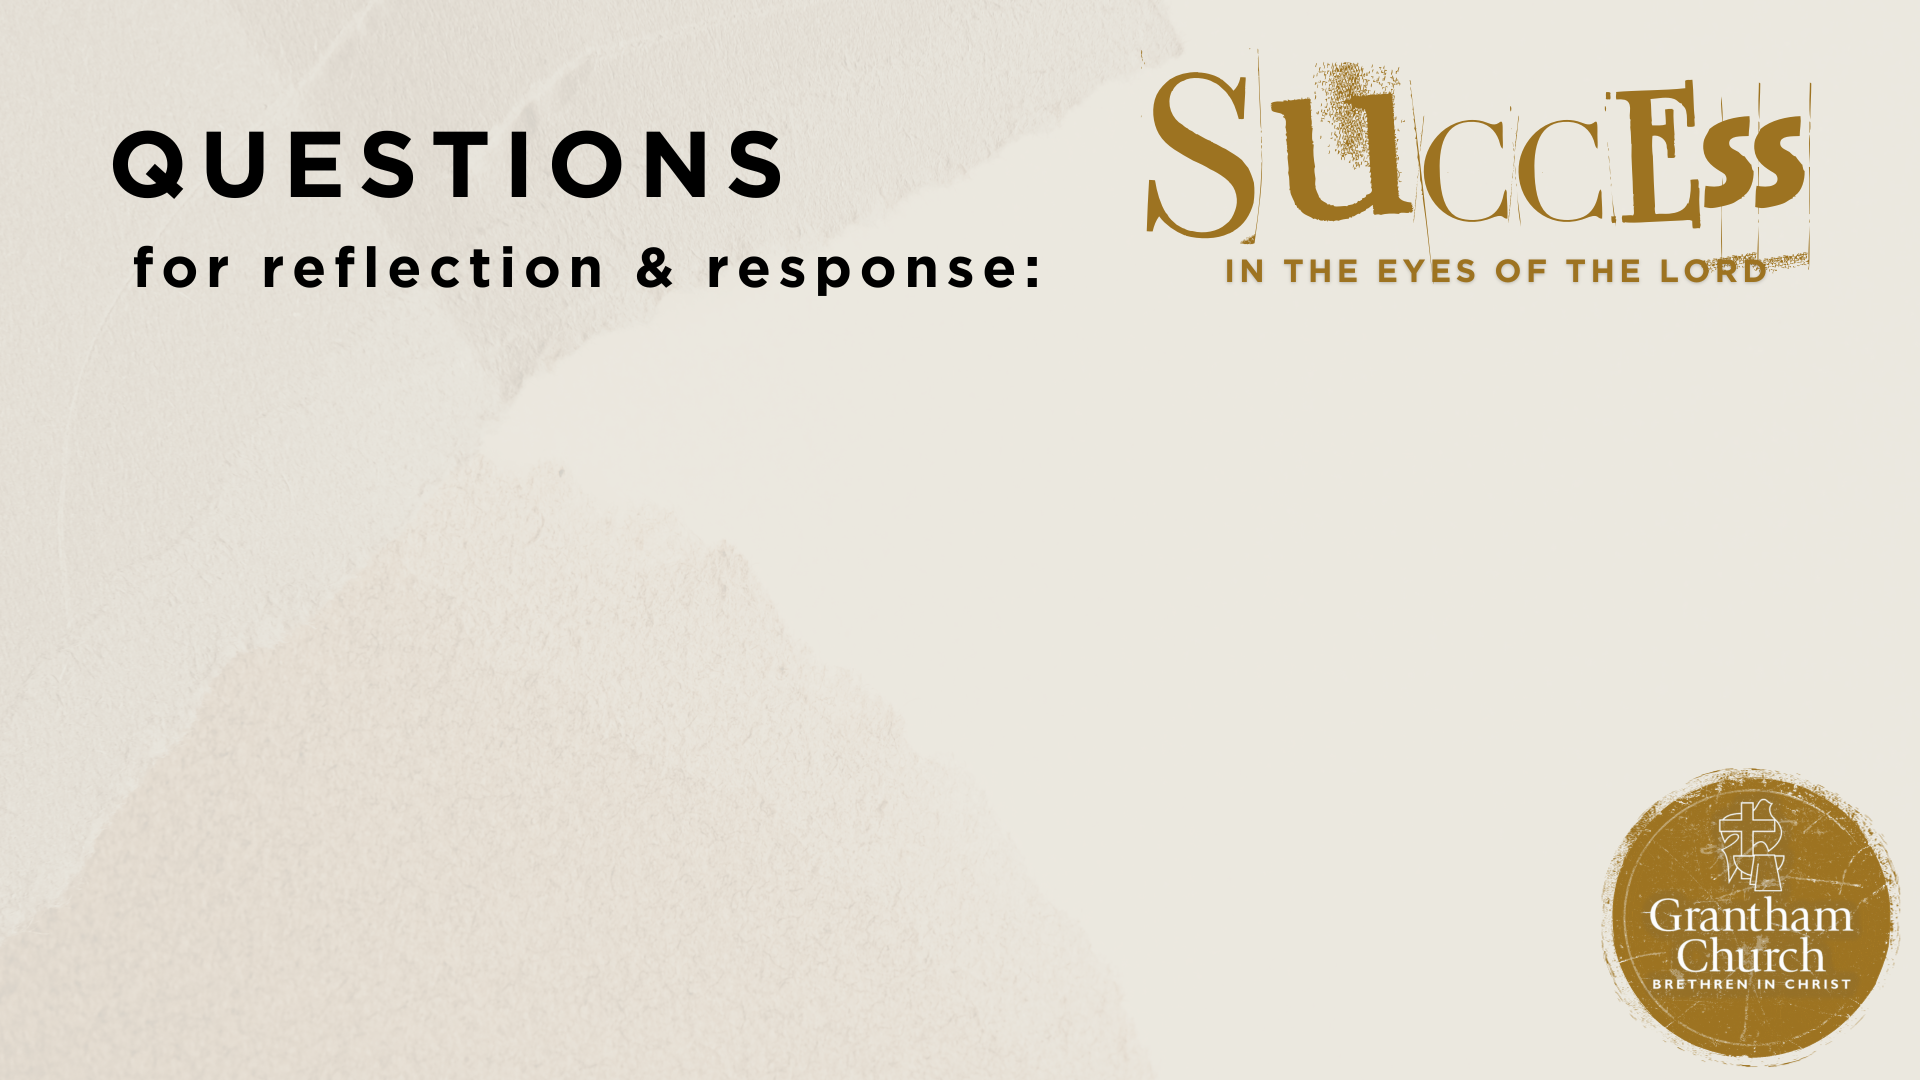 QUESTIONS
for reflection & response:
SUCCESS
IN THE EYES OF THE LORD
Grantham
Church
BRETHREN IN CHRIST